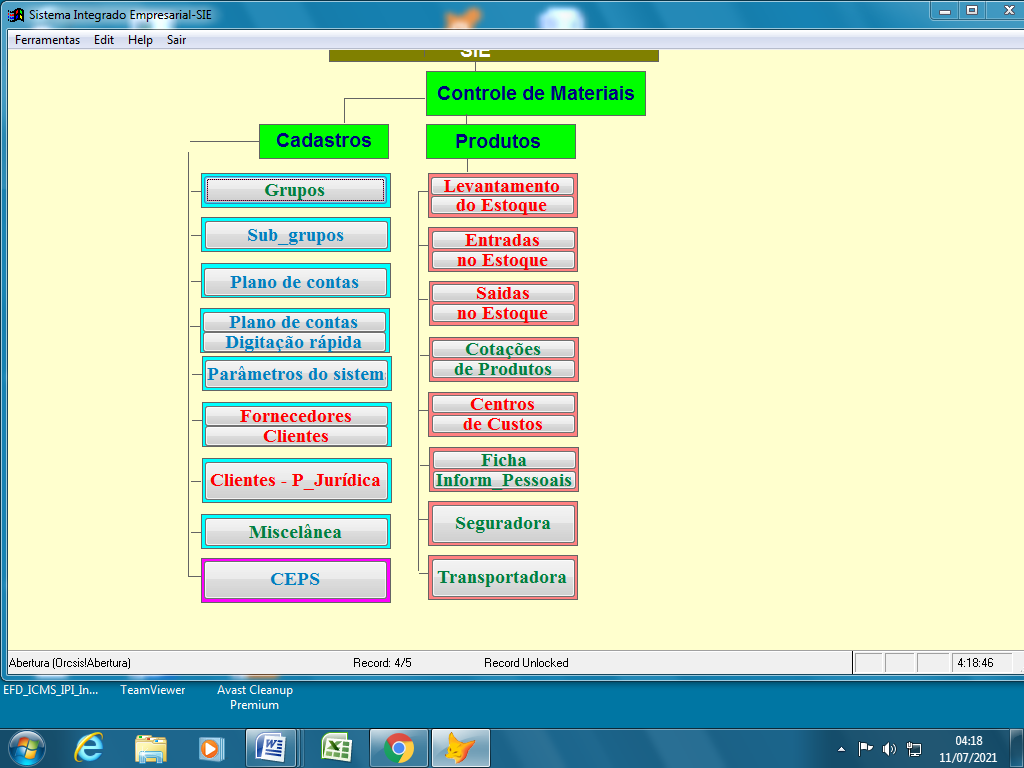 Sistema Integrado Empresarial-SIE
Ferramentas Edit Help Sair
SIE
Controle de Materiais
Cadastros
Produtos
Grupos
Sub_grupos
Plano de contas
Plano de contas
Digitação rápida
Parâmetros do sistem
Fornecedores
Clientes
Clientes - P_Jurídica
Miscelânea
CEPS
Levantamento
do Estoque
Entradas
no Estoque
Saidas
no Estoque
Cotações
de Produtos
Centros
de Custos
Ficha
Inform_Pessoais
Seguradora
Transportadora
Abertura (Orcsis!Abertura) Record: 4/5 Record Unlocked 4:18:46
EFD_ICMS_IPI_In... TeamViewer Avast Cleanup
Premium
04:18
11/07/2021